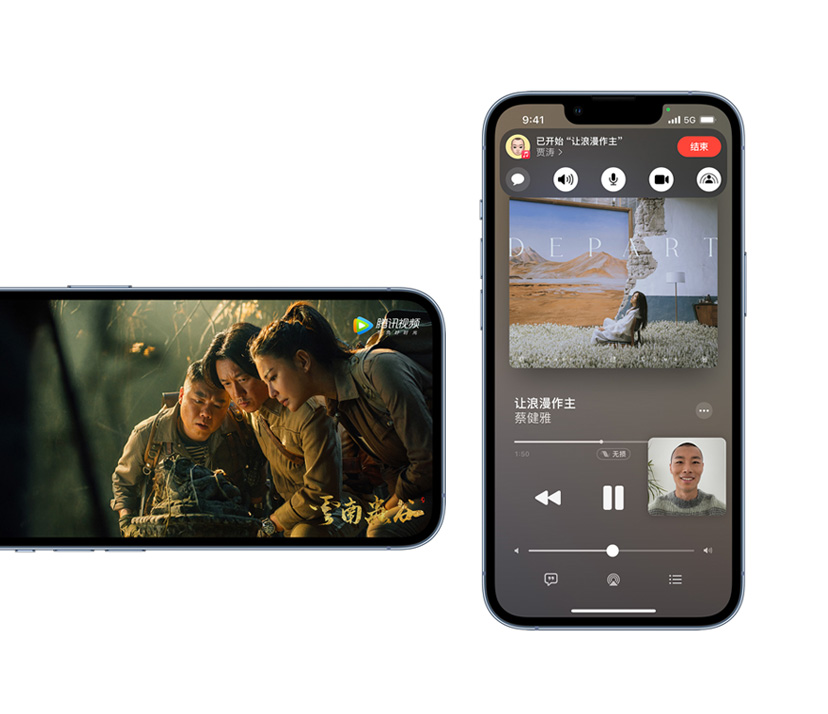 腾讯视频
云南虫谷
9:41
5G
已开始 “让浪漫作主”
贾涛 >
结束
DEPART
让浪漫作主
蔡健雅
1:50
无损